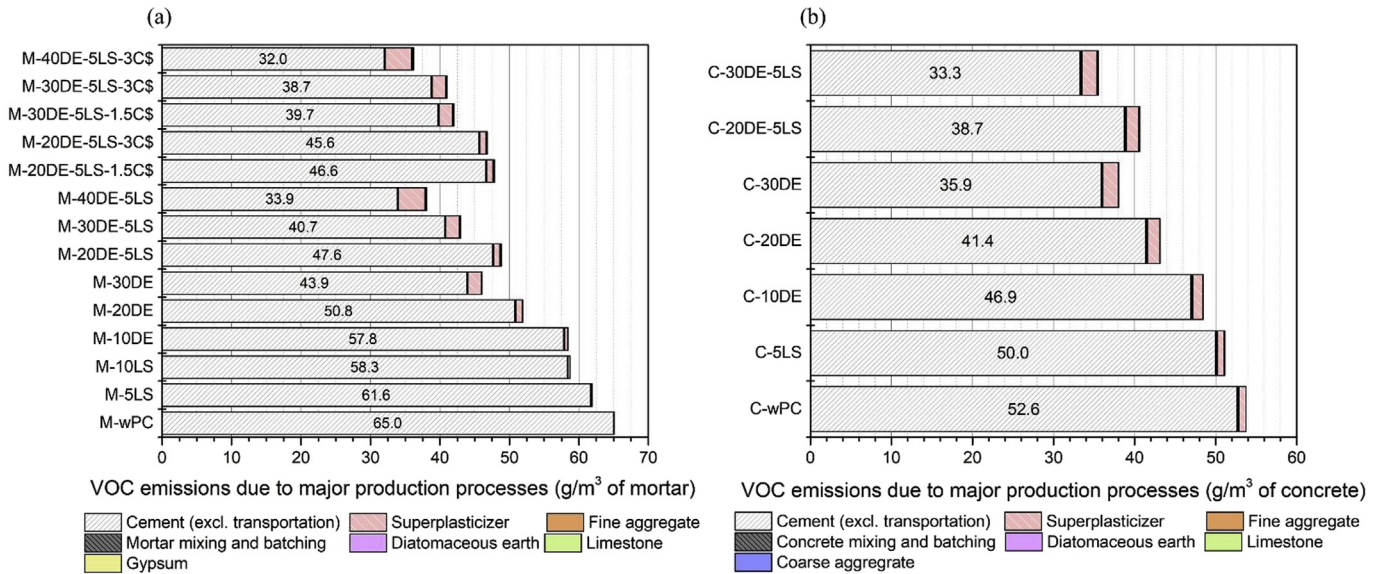 (a)
M-40DE-5LS-3C$ 32.0
M-30DE-5LS-3C$ 38.7
M-30DE-5LS-1.5C$ 39.7
M-20DE-5LS-3C$ 45.6
M-20DE-5LS-1.5C$ 46.6
M-40DE-5LS 33.9
M-30DE-5LS 40.7
M-20DE-5LS 47.6
M-30DE 43.9
M-20DE 50.8
M-10DE 57.8
M-10LS 58.3
M-5LS 61.6
M-wPC 65.0
0 10 20 30 40 50 60 70
VOC emissions due to major production processes (g/m³ of mortar)
Cement (excl. transportation) Superplasticizer Fine aggregate
Mortar mixing and batching Diatomaceous earth Limestone
Gypsum
(b)
C-30DE-5LS 33.3
C-20DE-5LS 38.7
C-30DE 35.9
C-20DE 41.4
C-10DE 46.9
C-5LS 50.0
C-wPC 52.6
0 10 20 30 40 50 60
VOC emissions due to major production processes (g/m³ of concrete)
Cement (excl. transportation) Superplasticizer Fine aggregate
Concrete mixing and batching Diatomaceous earth Limestone
Coarse aggregrate